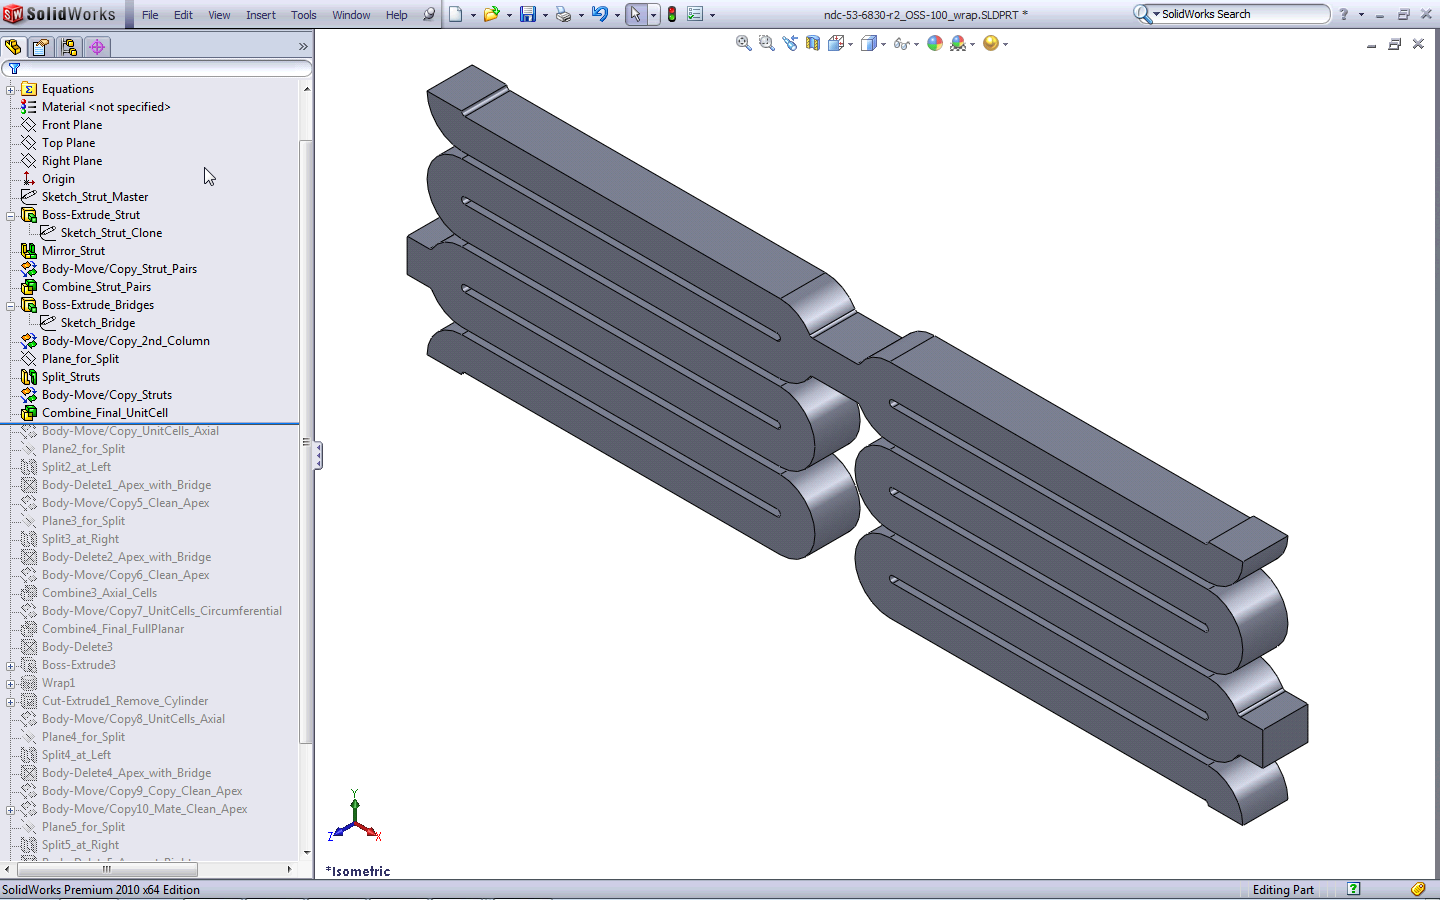 SolidWorks
File Edit View Insert Tools Window Help
ndc-53-6830-r2_OSS-100_wrap.SLDPRT *
SolidWorks Search
Equations
Material <not specified>
Front Plane
Top Plane
Right Plane
Origin
Sketch_Strut_Master
Boss-Extrude_Strut
Sketch_Strut_Clone
Mirror_Strut
Body-Move/Copy_Strut_Pairs
Combine_Strut_Pairs
Boss-Extrude_Bridges
Sketch_Bridge
Body-Move/Copy_2nd_Column
Plane_for_Split
Split_Struts
Body-Move/Copy_Struts
Combine_Final_UnitCell
Body-Move/Copy_UnitCells_Axial
Plane2_for_Split
Split2_at_Left
Body-Delete1_Apex_with_Bridge
Body-Move/Copy5_Clean_Apex
Plane3_for_Split
Split3_at_Right
Body-Delete2_Apex_with_Bridge
Body-Move/Copy6_Clean_Apex
Combine3_Axial_Cells
Body-Move/Copy7_UnitCells_Circumferential
Combine4_Final_FullPlanar
Body-Delete3
Boss-Extrude3
Wrap1
Cut-Extrude1_Remove_Cylinder
Body-Move/Copy8_UnitCells_Axial
Plane4_for_Split
Split4_at_Left
Body-Delete4_Apex_with_Bridge
Body-Move/Copy9_Copy_Clean_Apex
Body-Move/Copy10_Mate_Clean_Apex
Plane5_for_Split
Split5_at_Right
Y
Z X
*Isometric
SolidWorks Premium 2010 x64 Edition
Editing Part